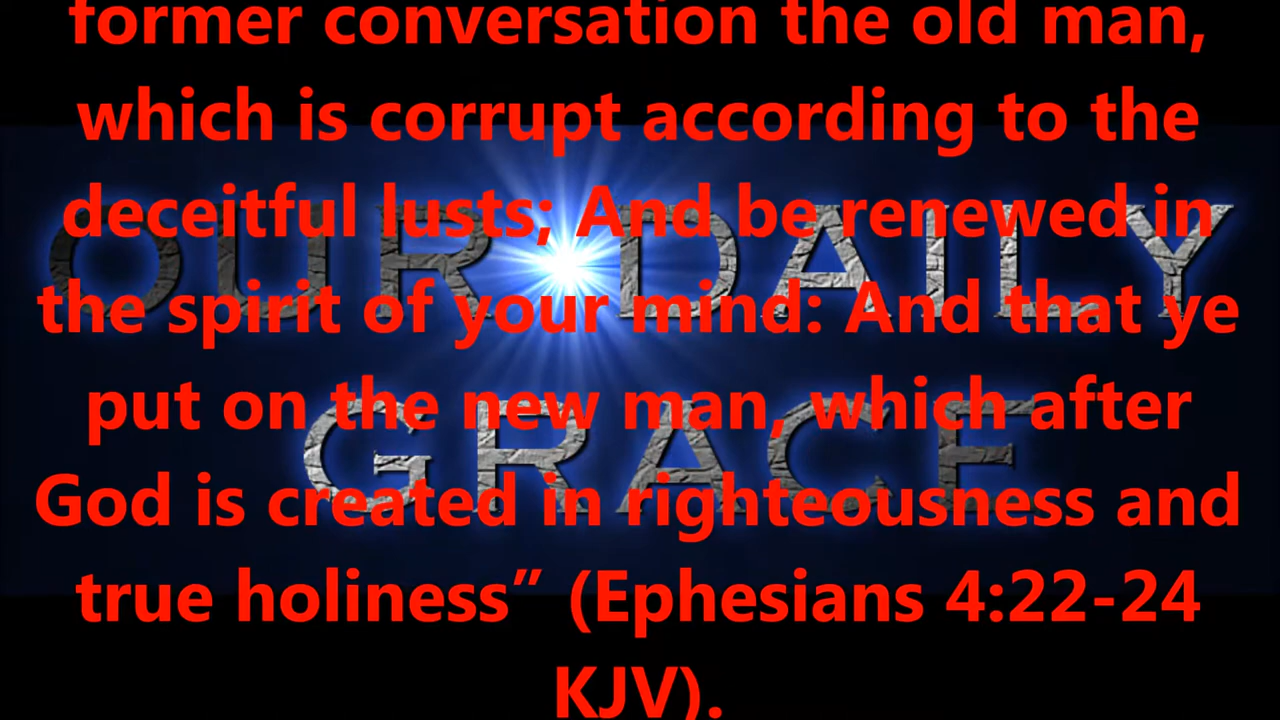 former conversation the old man,
which is corrupt according to the
deceitful lusts; And be renewed in
the spirit of your mind: And that ye
put on the new man, which after
God is created in righteousness and
true holiness” (Ephesians 4:22-24
KJV).
OUR DAILY
GRACE